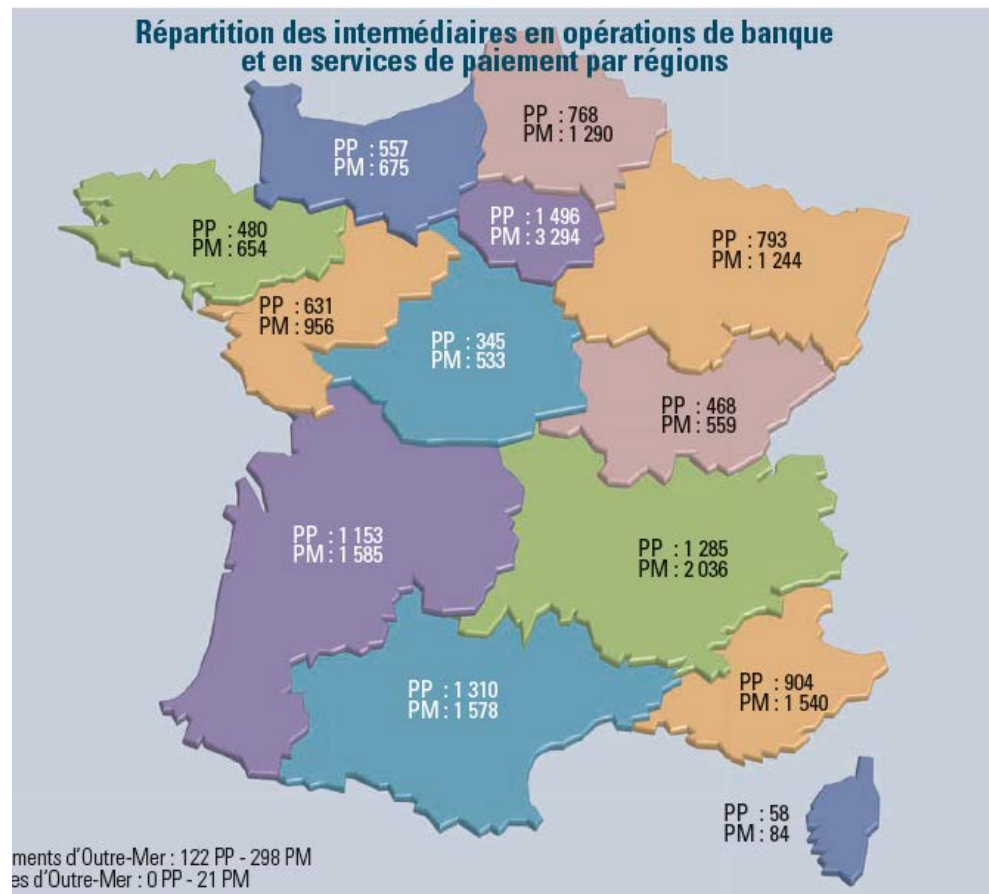 Répartition des intermédiaires en opérations de banque
et en services de paiement par régions
PP : 768
PM : 1 290
PP : 557
PM : 675
PP : 1 496
PM : 3 294
PP : 480
PM : 654
PP : 793
PM : 1 244
PP : 631
PM : 956
PP : 345
PM : 533
PP : 468
PM : 559
PP : 1 153
PM : 1 585
PP : 1 285
PM : 2 036
PP : 1 310
PM : 1 578
PP : 904
PM : 1 540
PP : 58
PM : 84
ments d'Outre-Mer : 122 PP - 298 PM
es d'Outre-Mer : 0 PP - 21 PM